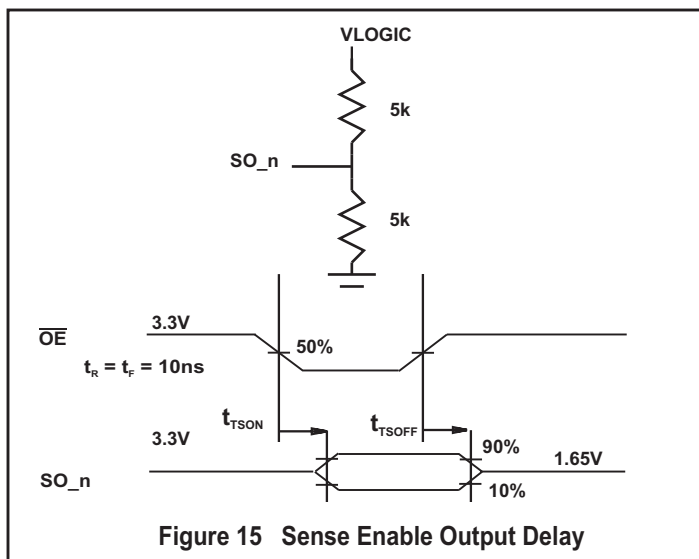 VLOGIC
5k
SO_n
5k
OE
3.3V
50%
tR = tF = 10ns
tTSON
tTSOFF
3.3V
90%
1.65V
SO_n
10%
Figure 15 Sense Enable Output Delay